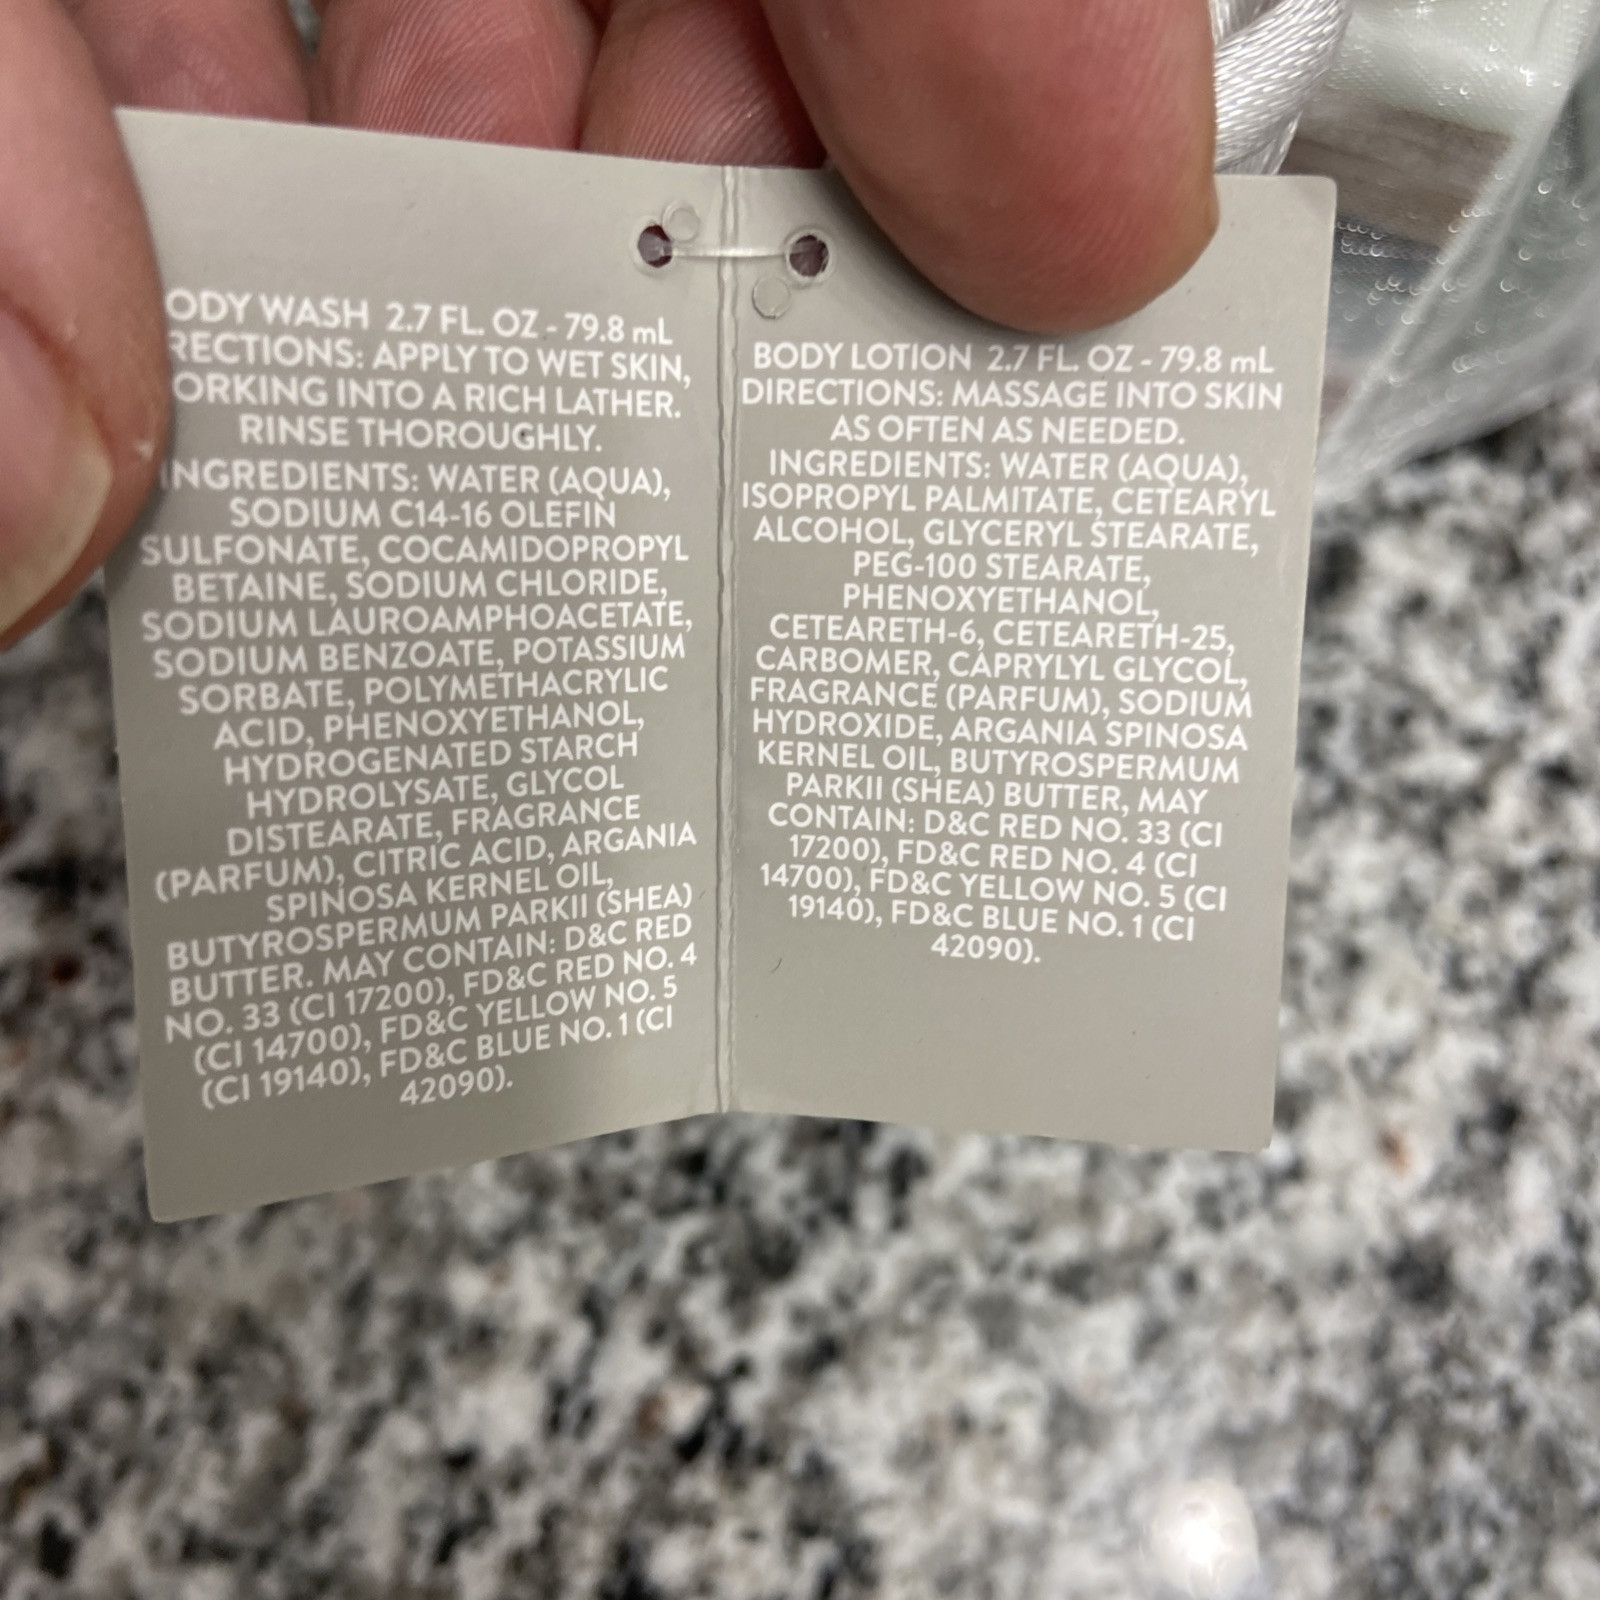 ODY WASH 2.7 FL. OZ - 79.8 mL
RECTIONS: APPLY TO WET SKIN,
ORKING INTO A RICH LATHER.
RINSE THOROUGHLY.
INGREDIENTS: WATER (AQUA),
SODIUM C14-16 OLEFIN
SULFONATE, COCAMIDOPROPYL
BETAINE, SODIUM CHLORIDE,
SODIUM LAUROAMPHOACETATE,
SODIUM BENZOATE, POTASSIUM
SORBATE, POLYMETHACRYLIC
ACID, PHENOXYETHANOL,
HYDROGENATED STARCH
HYDROLYSATE, GLYCOL
DISTEARATE, FRAGRANCE
(PARFUM), CITRIC ACID, ARGANIA
SPINOSA KERNEL OIL,
BUTYROSPERMUM PARKII (SHEA)
BUTTER. MAY CONTAIN: D&C RED
NO. 33 (CI 17200), FD&C RED NO. 4
(CI 14700), FD&C YELLOW NO. 5
(CI 19140), FD&C BLUE NO. 1 (CI
42090).
BODY LOTION 2.7 FL. OZ - 79.8 mL
DIRECTIONS: MASSAGE INTO SKIN
AS OFTEN AS NEEDED.
INGREDIENTS: WATER (AQUA),
ISOPROPYL PALMITATE, CETEARYL
ALCOHOL, GLYCERYL STEARATE,
PEG-100 STEARATE,
PHENOXYETHANOL,
CETEARETH-6, CETEARETH-25,
CARBOMER, CAPRYLYL GLYCOL,
FRAGRANCE (PARFUM), SODIUM
HYDROXIDE, ARGANIA SPINOSA
KERNEL OIL, BUTYROSPERMUM
PARKII (SHEA) BUTTER, MAY
CONTAIN: D&C RED NO. 33 (CI
17200), FD&C RED NO. 4 (CI
14700), FD&C YELLOW NO. 5 (CI
19140), FD&C BLUE NO. 1 (CI
42090).